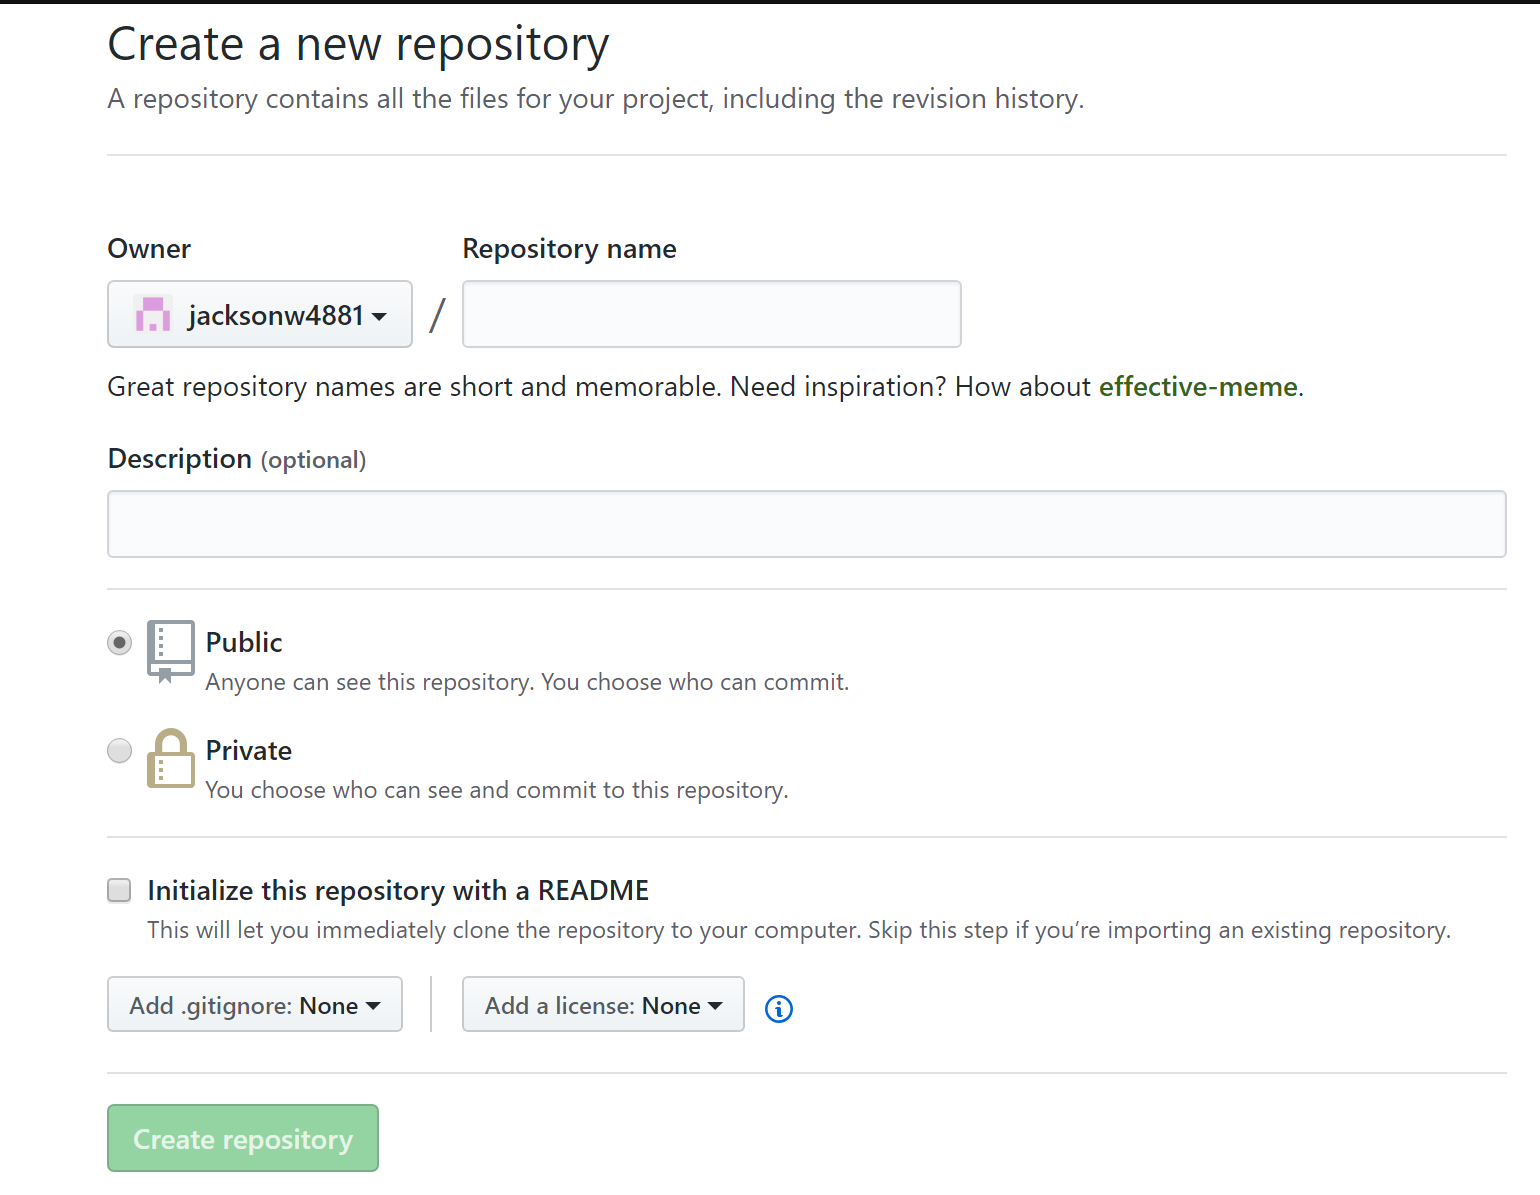 Create a new repository
A repository contains all the files for your project, including the revision history.
Owner
Repository name
jacksonw4881
/
Great repository names are short and memorable. Need inspiration? How about effective-meme.
Description (optional)
Public
Anyone can see this repository. You choose who can commit.
Private
You choose who can see and commit to this repository.
Initialize this repository with a README
This will let you immediately clone the repository to your computer. Skip this step if you’re importing an existing repository.
Add .gitignore: None
Add a license: None
Create repository